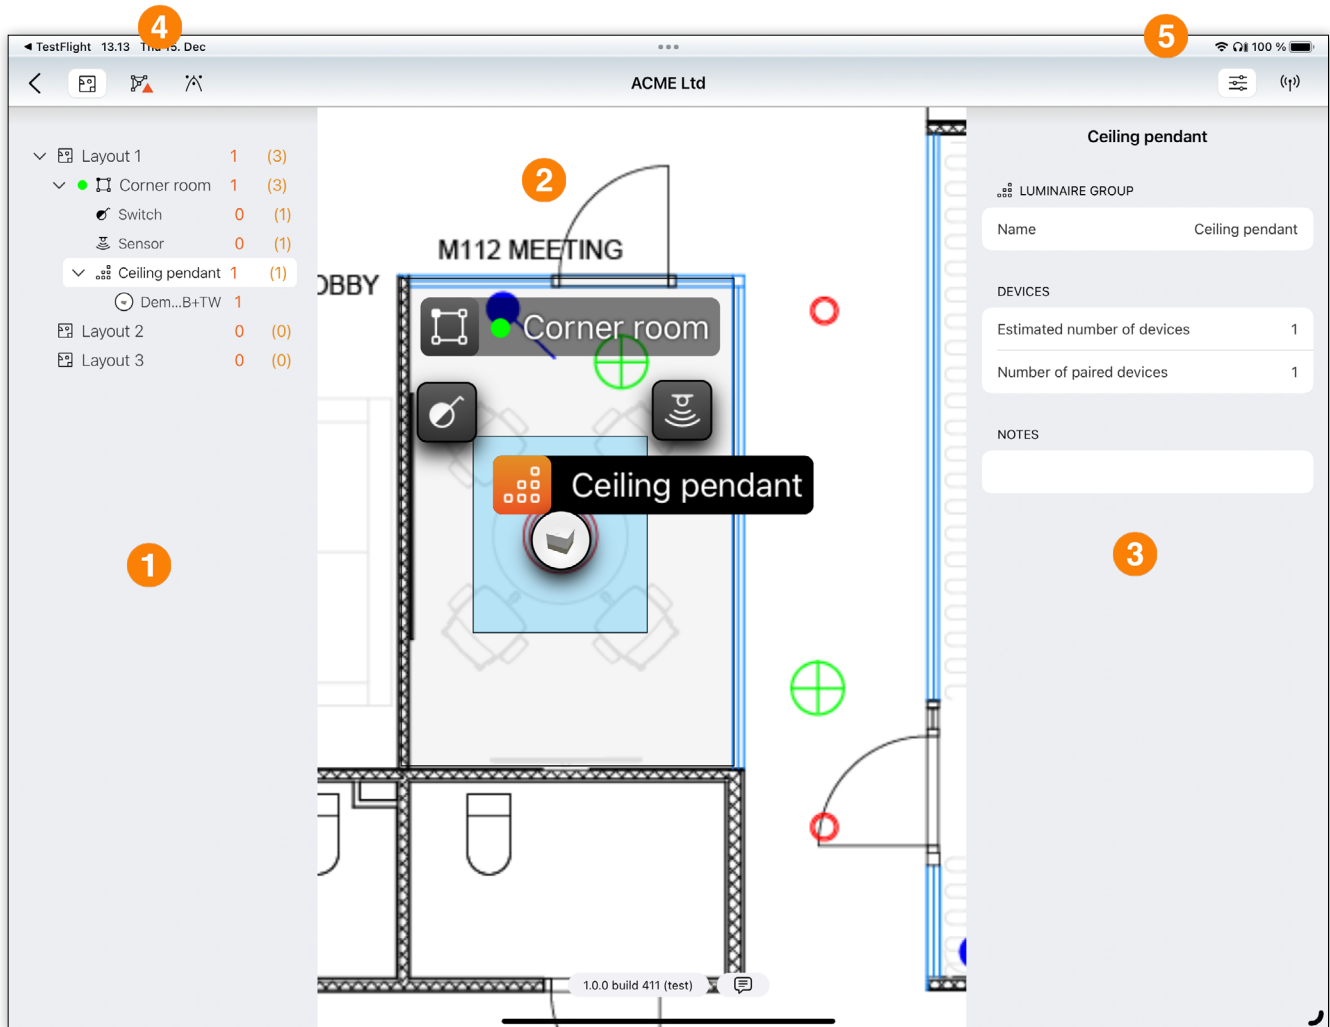 4
5
TestFlight 13.13 Thu 15. Dec
100 %
ACME Ltd
Layout 1 1 (3)
Corner room 1 (3)
Switch 0 (1)
Sensor 0 (1)
Ceiling pendant 1 (1)
Dem...B+TW 1
Layout 2 0 (0)
Layout 3 0 (0)
1
2
M112 MEETING
OBBY
Corner room
Ceiling pendant
1.0.0 build 411 (test)
Ceiling pendant
LUMINAIRE GROUP
Name Ceiling pendant
DEVICES
Estimated number of devices 1
Number of paired devices 1
NOTES
3